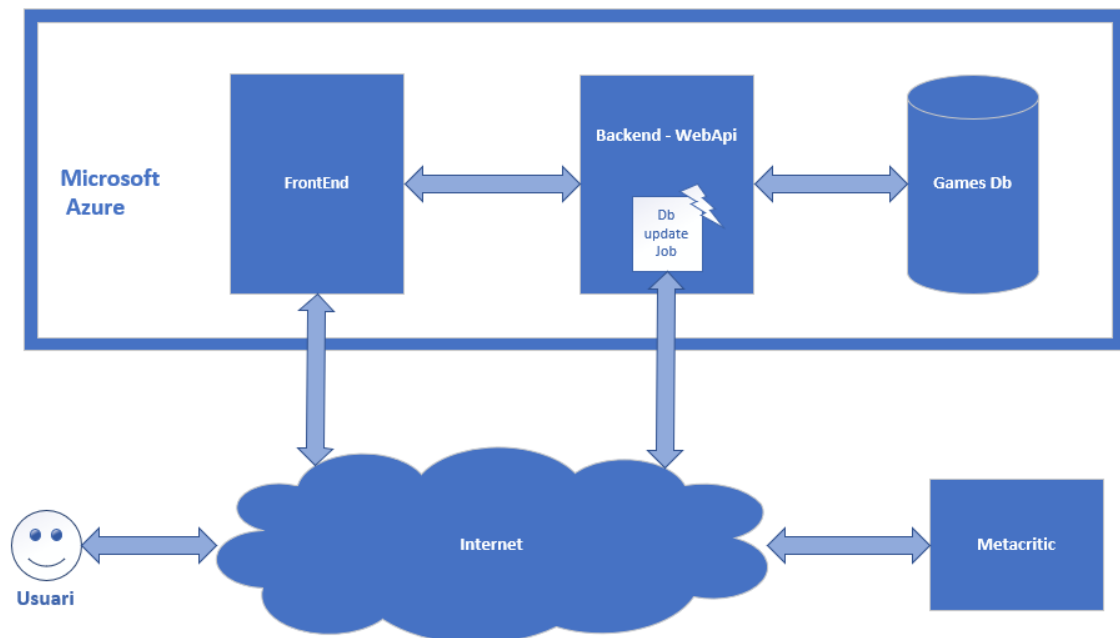 Backend - WebApi
FrontEnd
Games Db
Microsoft
Azure
Db
update
Job
Internet
Metacritic
Usuari